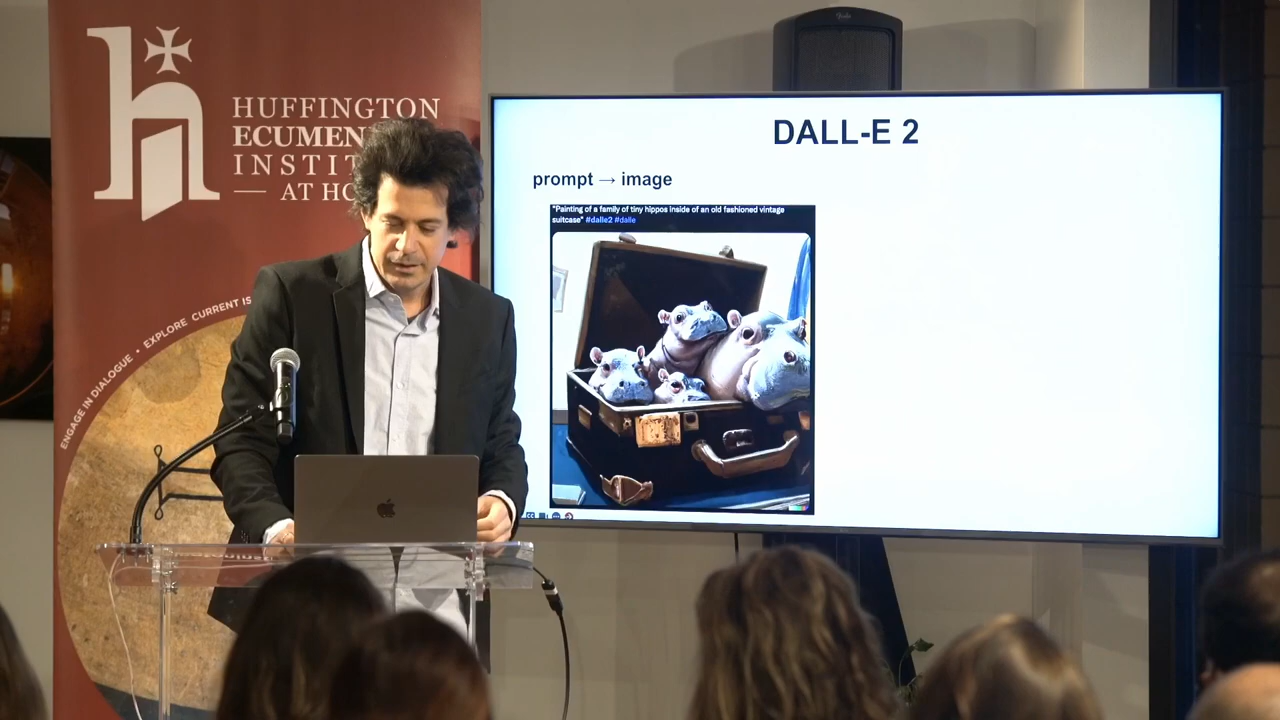 HUFFINGTON
ECUMEN
INSTIT
— AT HO
ENGAGE IN DIALOGUE • EXPLORE CURRENT IS
DALL-E 2
prompt → image
"Painting of a family of tiny hippos inside of an old fashioned vintage
suitcase" #dalle2 #dalle